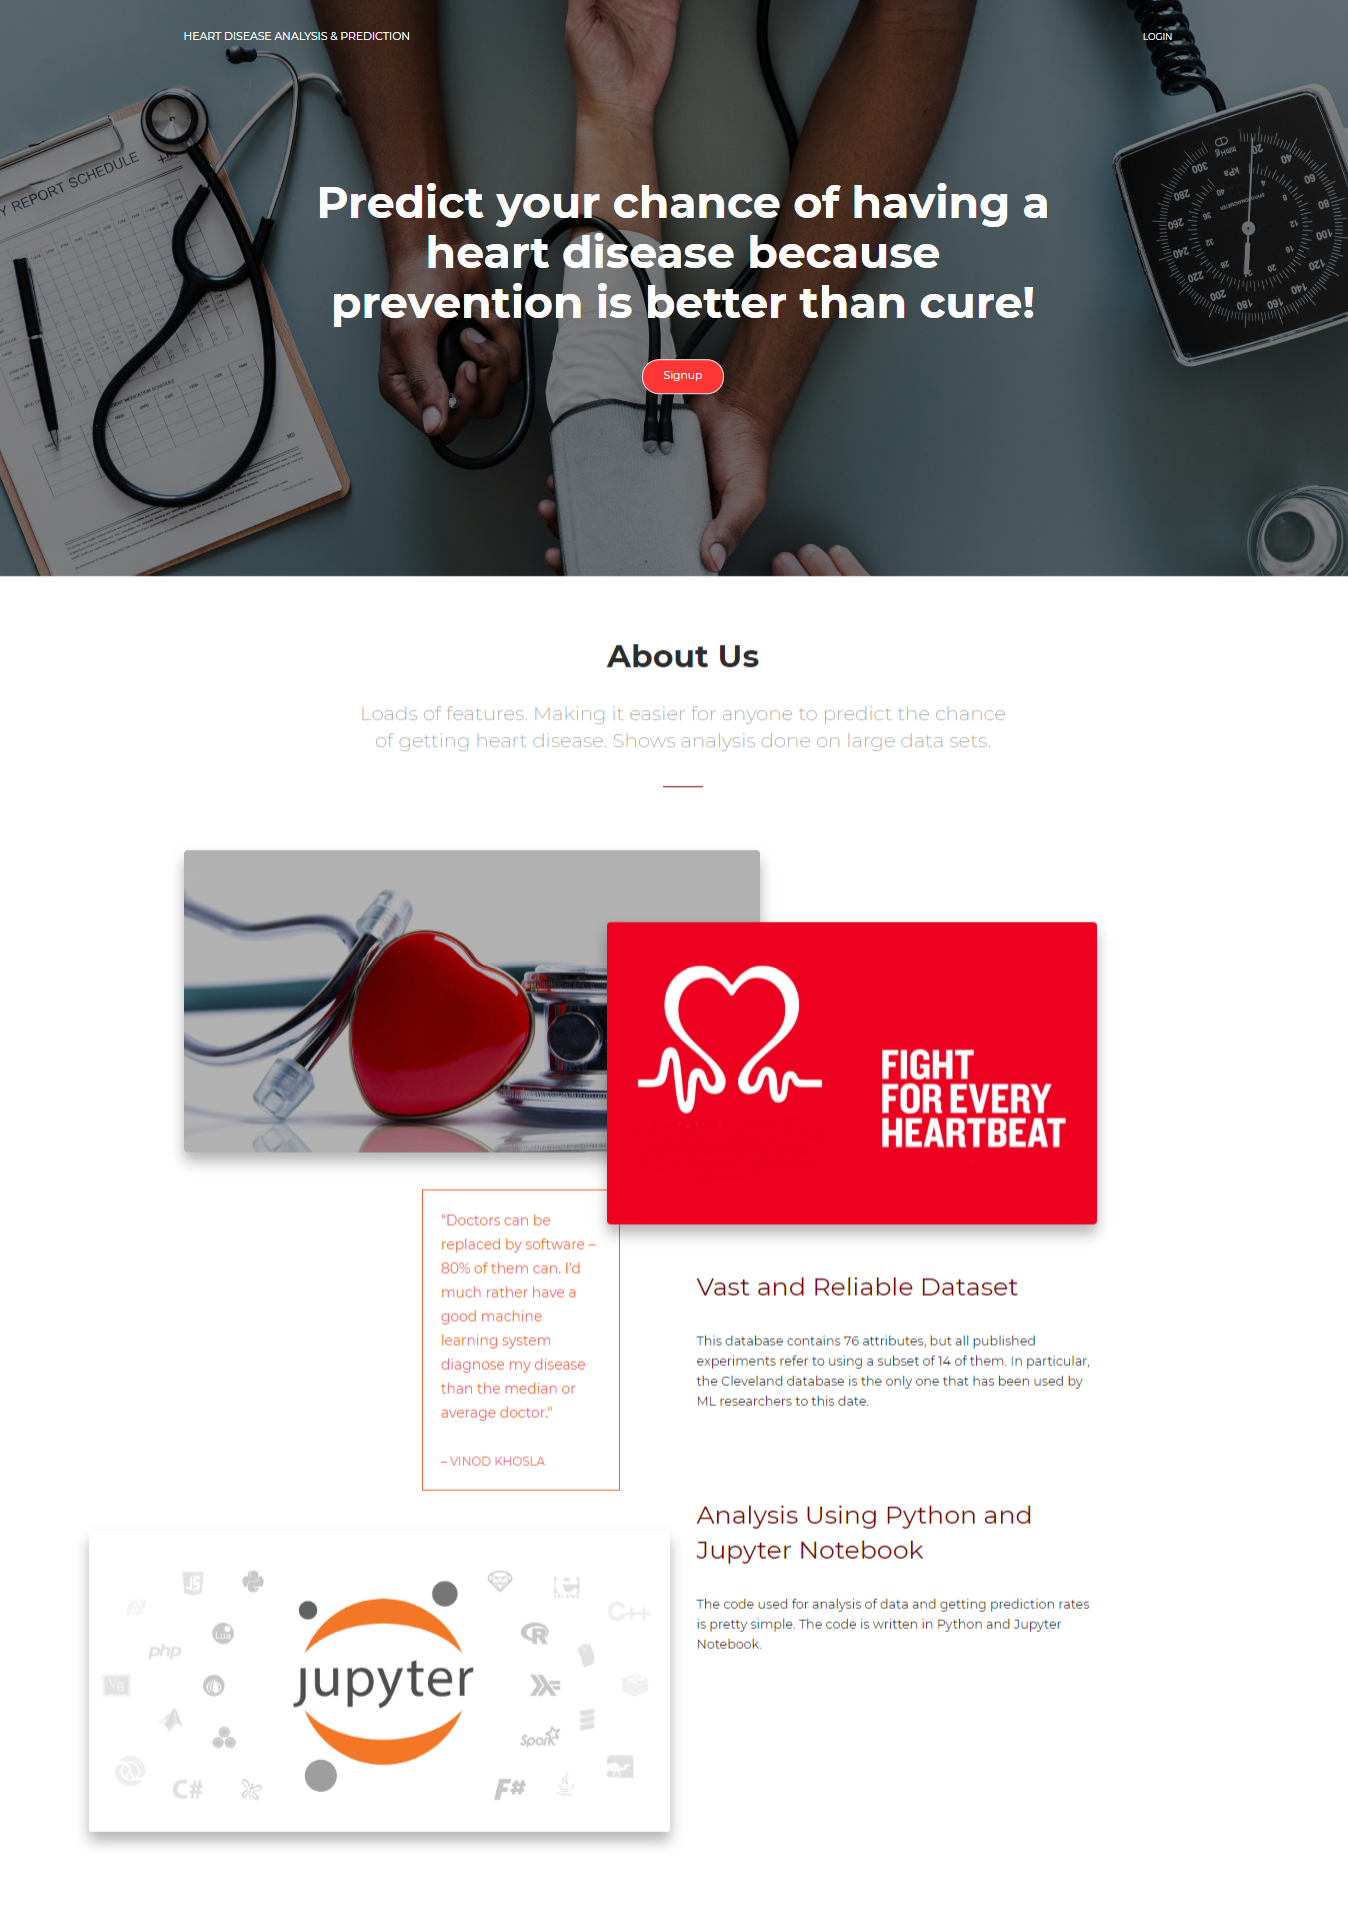 HEART DISEASE ANALYSIS & PREDICTION
LOGIN
Y REPORT SCHEDULE
Predict your chance of having a
heart disease because
prevention is better than cure!
Signup
About Us
Loads of features. Making it easier for anyone to predict the chance
of getting heart disease. Shows analysis done on large data sets.
FIGHT
FOR EVERY
HEARTBEAT
"Doctors can be
replaced by software –
80% of them can. I'd
much rather have a
good machine
learning system
diagnose my disease
than the median or
average doctor."
– VINOD KHOSLA
Vast and Reliable Dataset
This database contains 76 attributes, but all published
experiments refer to using a subset of 14 of them. In particular,
the Cleveland database is the only one that has been used by
ML researchers to this date.
Analysis Using Python and
Jupyter Notebook
The code used for analysis of data and getting prediction rates
is pretty simple. The code is written in Python and Jupyter
Notebook.
JS
ERLANG
C++
Lua
R
php
jupyter
VB
Spark
C#
F#